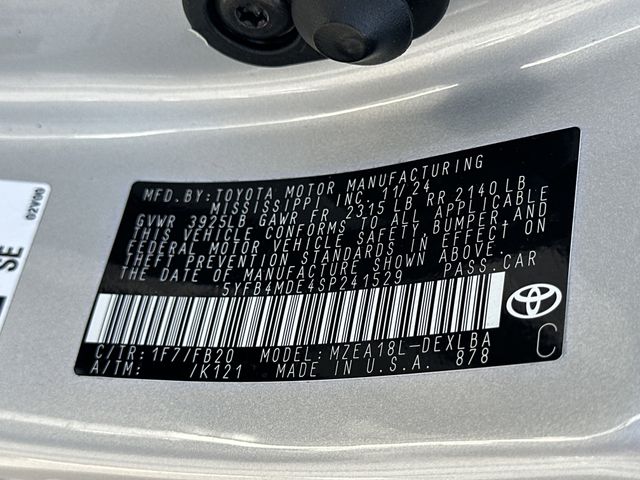 MFD.BY:TOYOTA MOTOR MANUFACTURING
MISSISSIPPI INC.11/24
GVWR 3925LB GAWR FR 2315LB RR 2140LB
THIS VEHICLE CONFORMS TO ALL APPLICABLE
FEDERAL MOTOR VEHICLE SAFETY,BUMPER,AND
THEFT PREVENTION STANDARDS IN EFFECT ON
THE DATE OF MANUFACTURE SHOWN ABOVE
5YFB4MDE4SP241529 PASS.CAR
C/TR:1F7/FB20 MODEL:MZEA18L-DEXLBA
A/TM: /K121 MADE IN U.S.A. 878
C
02V00
SE